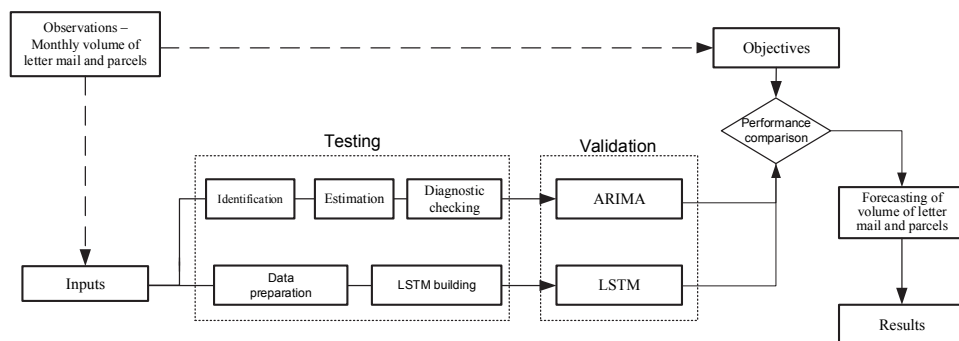 Observations –
Monthly volume of
letter mail and parcels
Objectives
Performance
comparison
Testing
Validation
Identification
Estimation
Diagnostic
checking
ARIMA
Forecasting of
volume of letter
mail and parcels
Inputs
Data
preparation
LSTM building
LSTM
Results